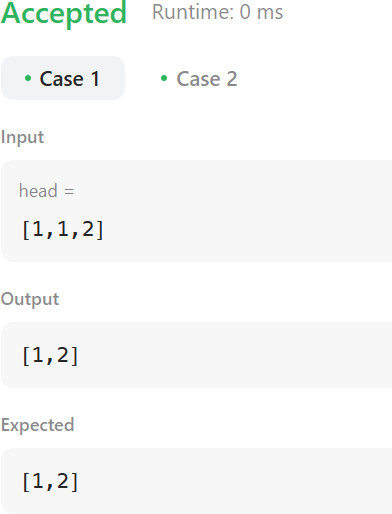 Accepted Runtime: 0 ms
• Case 1 • Case 2
Input
head =
[1,1,2]
Output
[1,2]
Expected
[1,2]